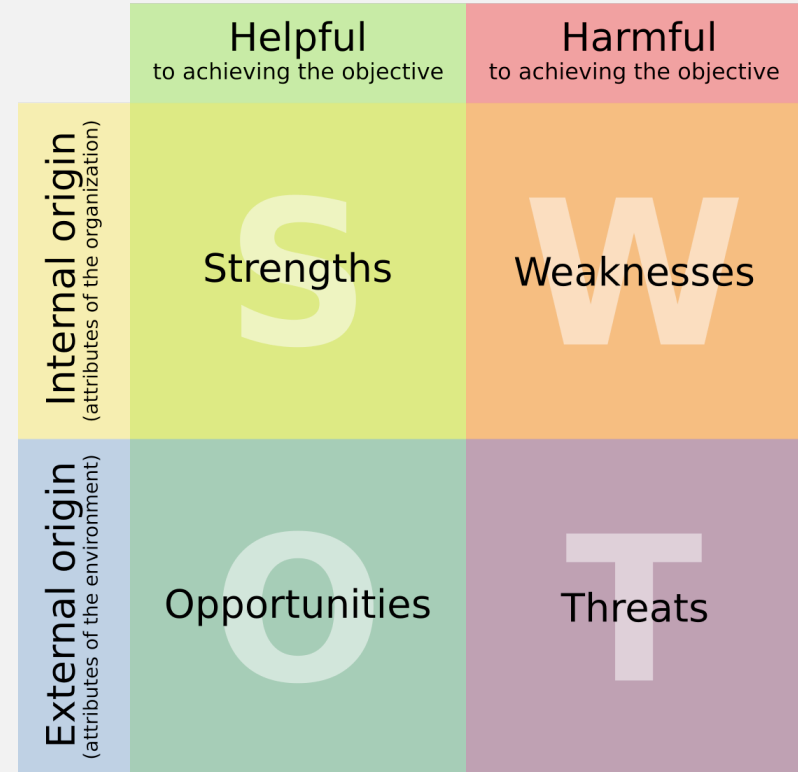 Helpful
to achieving the objective
Harmful
to achieving the objective
Internal origin
(attributes of the organization)
S
Strengths
W
Weaknesses
External origin
(attributes of the environment)
O
Opportunities
T
Threats